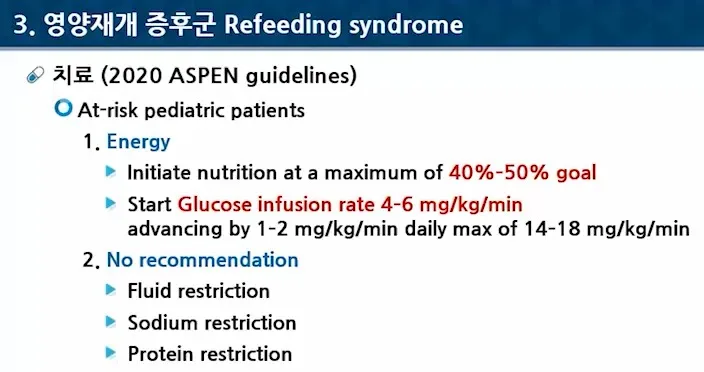 3. 영양재개 증후군 Refeeding syndrome
치료 (2020 ASPEN guidelines)
At-risk pediatric patients
1. Energy
Initiate nutrition at a maximum of 40%-50% goal
Start Glucose infusion rate 4-6 mg/kg/min
advancing by 1-2 mg/kg/min daily max of 14-18 mg/kg/min
2. No recommendation
Fluid restriction
Sodium restriction
Protein restriction